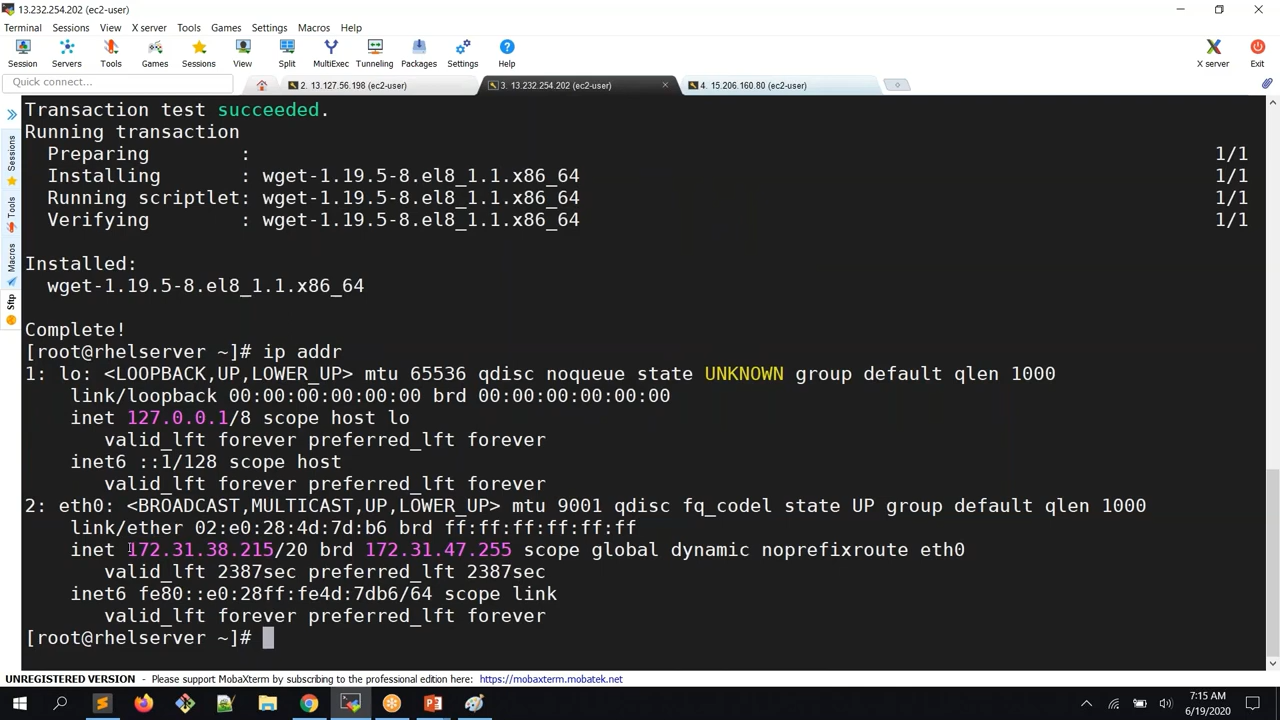 13.232.254.202 (ec2-user)
Terminal Sessions View X server Tools Games Settings Macros Help
Session Servers Tools Games Sessions View Split MultiExec Tunneling Packages Settings Help X server Exit
Quick connect...
2. 13.127.56.198 (ec2-user)
3. 13.232.254.202 (ec2-user)
4. 15.206.160.80 (ec2-user)
Sessions
Tools
Macros
Sftp
Transaction test succeeded.
Running transaction
Preparing : 1/1
Installing : wget-1.19.5-8.el8_1.1.x86_64 1/1
Running scriptlet: wget-1.19.5-8.el8_1.1.x86_64 1/1
Verifying : wget-1.19.5-8.el8_1.1.x86_64 1/1
Installed:
wget-1.19.5-8.el8_1.1.x86_64
Complete!
[root@rhelserver ~]# ip addr
1: lo: <LOOPBACK,UP,LOWER_UP> mtu 65536 qdisc noqueue state UNKNOWN group default qlen 1000
link/loopback 00:00:00:00:00:00 brd 00:00:00:00:00:00
inet 127.0.0.1/8 scope host lo
valid_lft forever preferred_lft forever
inet6 ::1/128 scope host
valid_lft forever preferred_lft forever
2: eth0: <BROADCAST,MULTICAST,UP,LOWER_UP> mtu 9001 qdisc fq_codel state UP group default qlen 1000
link/ether 02:e0:28:4d:7d:b6 brd ff:ff:ff:ff:ff:ff
inet 172.31.38.215/20 brd 172.31.47.255 scope global dynamic noprefixroute eth0
valid_lft 2387sec preferred_lft 2387sec
inet6 fe80::e0:28ff:fe4d:7db6/64 scope link
valid_lft forever preferred_lft forever
[root@rhelserver ~]#
UNREGISTERED VERSION - Please support MobaXterm by subscribing to the professional edition here: https://mobaxterm.mobatek.net
7:15 AM
6/19/2020